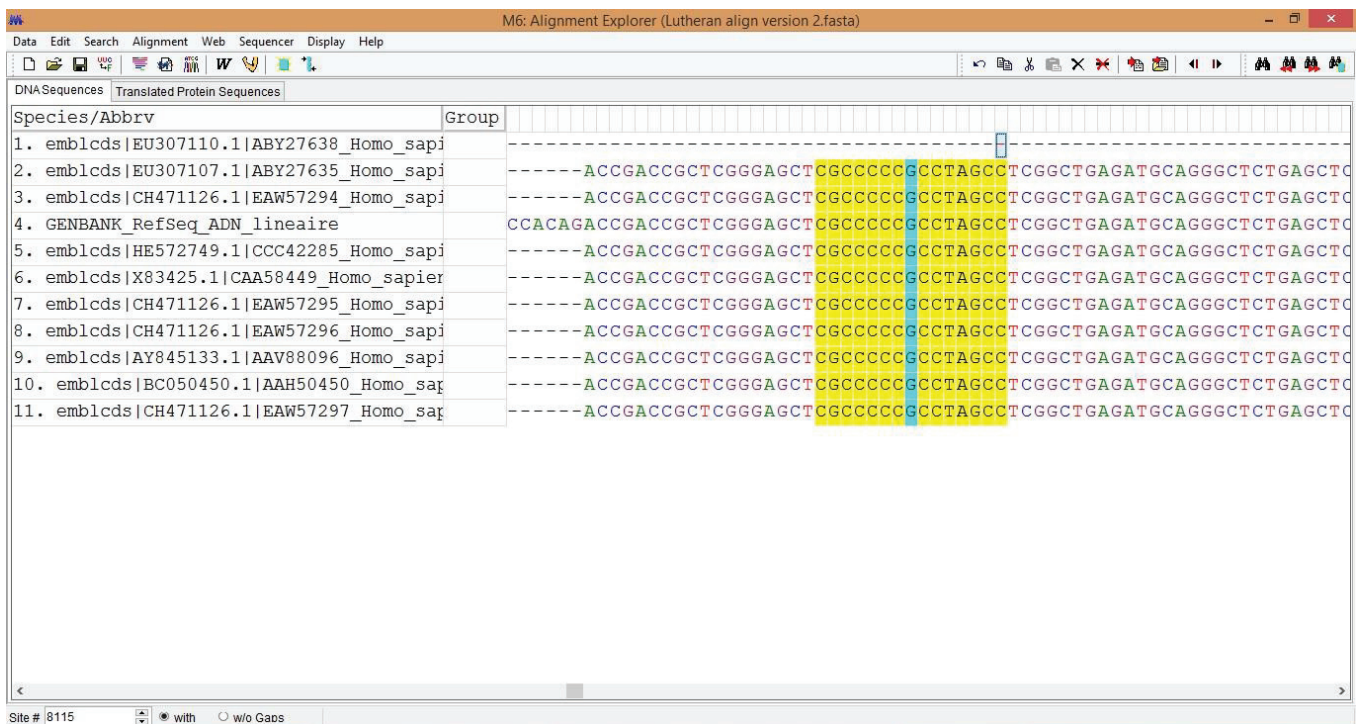 M6: Alignment Explorer (Lutheran align version 2.fasta)
Data Edit Search Alignment Web Sequencer Display Help
DNA Sequences Translated Protein Sequences
Species/Abbrv Group
1. emblcds|EU307110.1|ABY27638_Homo_sapi ------------------------------------------------------------------
2. emblcds|EU307107.1|ABY27635_Homo_sapi ------ACCGACCGCTCGGGAGCTCGCCCCCGCCTAGCCTCGGCTGAGATGCAGGGCTCTGAGCTC
3. emblcds|CH471126.1|EAW57294_Homo_sapi ------ACCGACCGCTCGGGAGCTCGCCCCCGCCTAGCCTCGGCTGAGATGCAGGGCTCTGAGCTC
4. GENBANK_RefSeq_ADN_lineaire CCACAGACCGACCGCTCGGGAGCTCGCCCCCGCCTAGCCTCGGCTGAGATGCAGGGCTCTGAGCTC
5. emblcds|HE572749.1|CCC42285_Homo_sapi ------ACCGACCGCTCGGGAGCTCGCCCCCGCCTAGCCTCGGCTGAGATGCAGGGCTCTGAGCTC
6. emblcds|X83425.1|CAA58449_Homo_sapien ------ACCGACCGCTCGGGAGCTCGCCCCCGCCTAGCCTCGGCTGAGATGCAGGGCTCTGAGCTC
7. emblcds|CH471126.1|EAW57295_Homo_sapi ------ACCGACCGCTCGGGAGCTCGCCCCCGCCTAGCCTCGGCTGAGATGCAGGGCTCTGAGCTC
8. emblcds|CH471126.1|EAW57296_Homo_sapi ------ACCGACCGCTCGGGAGCTCGCCCCCGCCTAGCCTCGGCTGAGATGCAGGGCTCTGAGCTC
9. emblcds|AY845133.1|AAV88096_Homo_sapi ------ACCGACCGCTCGGGAGCTCGCCCCCGCCTAGCCTCGGCTGAGATGCAGGGCTCTGAGCTC
10. emblcds|BC050450.1|AAH50450_Homo_sap ------ACCGACCGCTCGGGAGCTCGCCCCCGCCTAGCCTCGGCTGAGATGCAGGGCTCTGAGCTC
11. emblcds|CH471126.1|EAW57297_Homo_sap ------ACCGACCGCTCGGGAGCTCGCCCCCGCCTAGCCTCGGCTGAGATGCAGGGCTCTGAGCTC
Site # 8115 with w/o Gaps